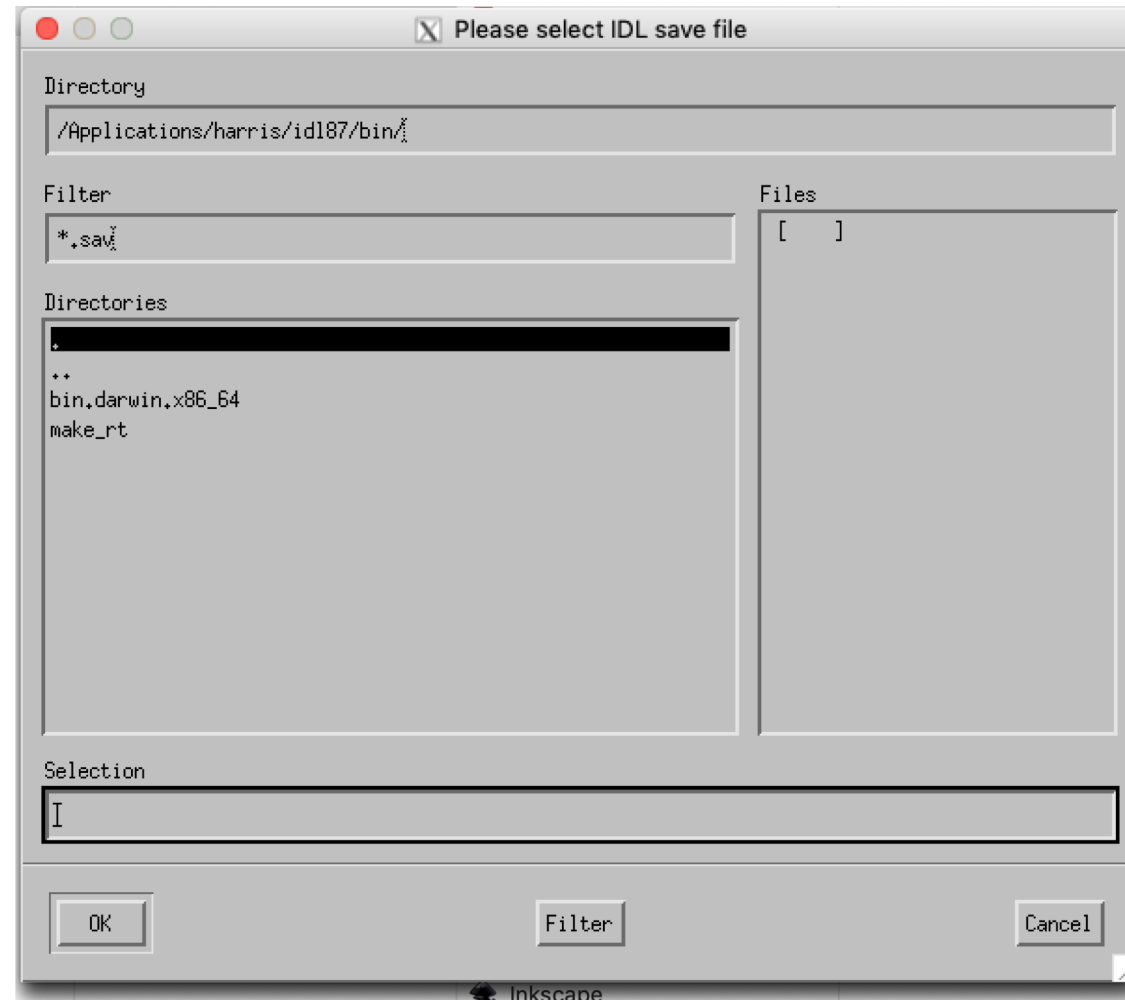 Please select IDL save file
Directory
/Applications/harris/idl87/bin/
Filter
*.sav
Files
[ ]
Directories
.
..
bin.darwin.x86_64
make_rt
Selection
OK
Filter
Cancel
Inkscape